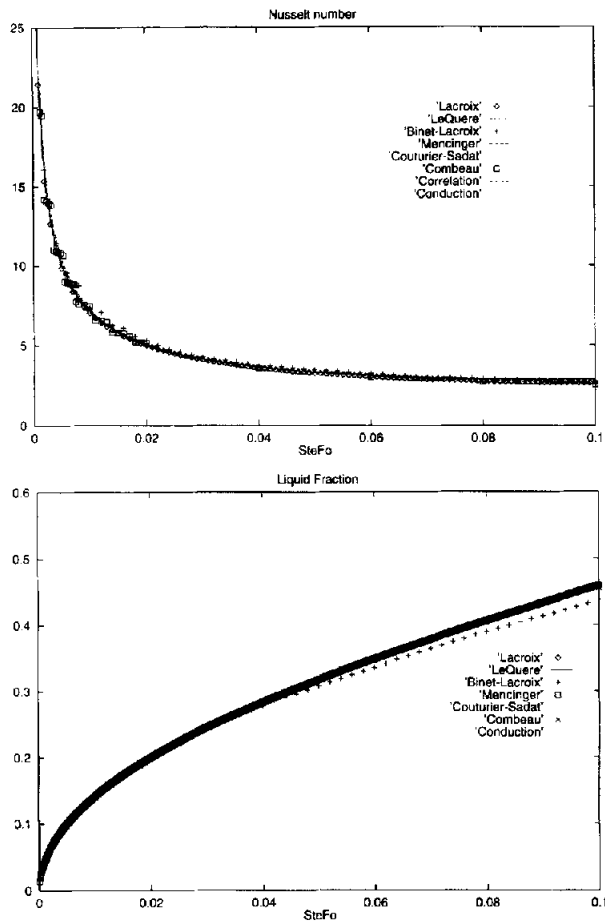 Nusselt number
25
20
15
10
5
0
'Lacroix'
'LeQuere'
'Binet-Lacroix'
'Mencinger'
'Couturier-Sadat'
'Combeau'
'Correlation'
'Conduction'
0
0.02
0.04
0.06
0.08
0.1
SteFo
Liquid Fraction
0.6
0.5
0.4
0.3
0.2
0.1
0
'Lacroix'
'LeQuere'
'Binet-Lacroix'
'Mencinger'
'Couturier-Sadat'
'Combeau'
'Conduction'
0
0.02
0.04
0.06
0.08
0.1
SteFo